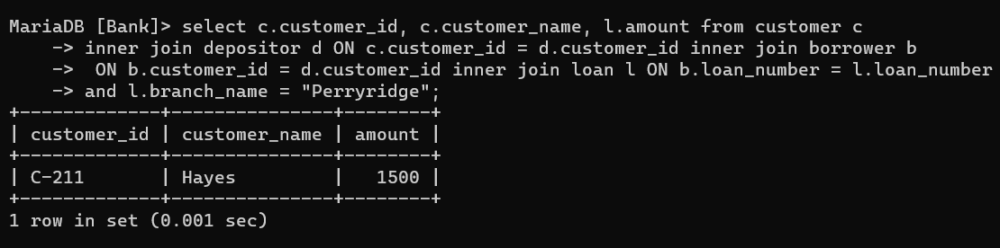 MariaDB [Bank]> select c.customer_id, c.customer_name, l.amount from customer c
    -> inner join depositor d ON c.customer_id = d.customer_id inner join borrower b
    ->  ON b.customer_id = d.customer_id inner join loan l ON b.loan_number = l.loan_number
    -> and l.branch_name = "Perryridge";
+-------------+---------------+--------+
| customer_id | customer_name | amount |
+-------------+---------------+--------+
| C-211       | Hayes         |   1500 |
+-------------+---------------+--------+
1 row in set (0.001 sec)